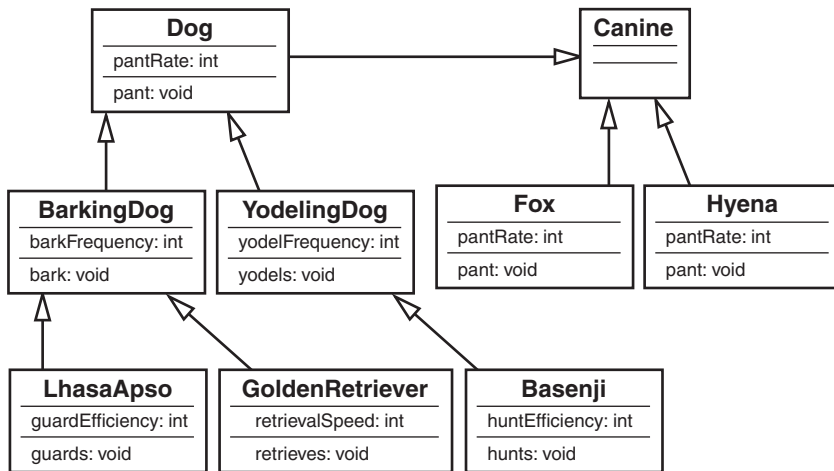 Dog
pantRate: int
pant: void
Canine
BarkingDog
barkFrequency: int
bark: void
YodelingDog
yodelFrequency: int
yodels: void
Fox
pantRate: int
pant: void
Hyena
pantRate: int
pant: void
LhasaApso
guardEfficiency: int
guards: void
GoldenRetriever
retrievalSpeed: int
retrieves: void
Basenji
huntEfficiency: int
hunts: void